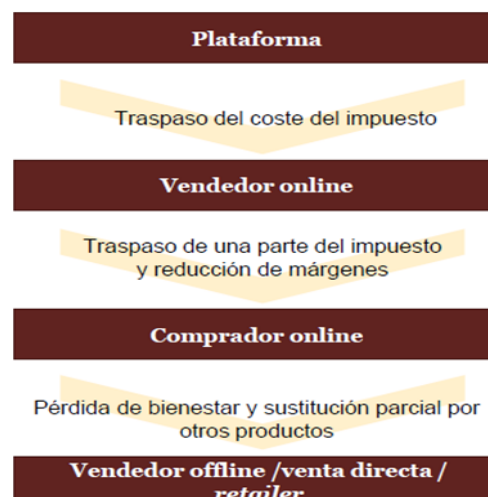 Plataforma
Traspaso del coste del impuesto
Vendedor online
Traspaso de una parte del impuesto
y reducción de márgenes
Comprador online
Pérdida de bienestar y sustitución parcial por
otros productos
Vendedor offline /venta directa /
retailer